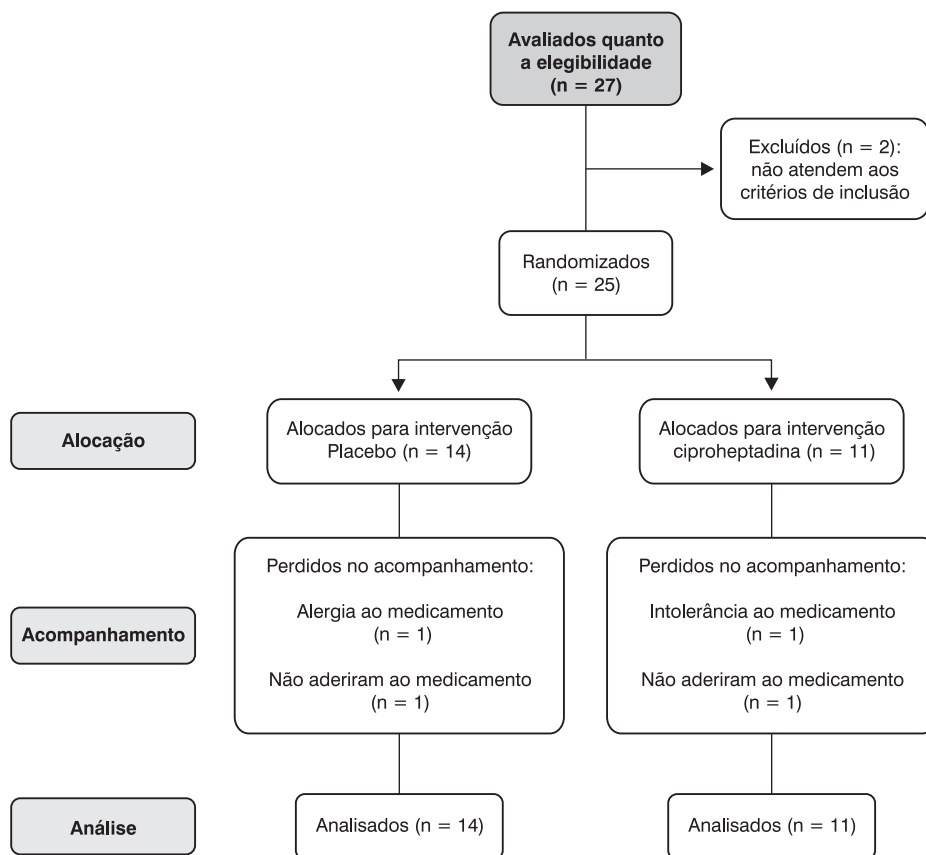 Avaliados quanto
a elegibilidade
(n = 27)
Excluídos (n = 2):
não atendem aos
critérios de inclusão
Randomizados
(n = 25)
Alocação
Alocados para intervenção
Placebo (n = 14)
Alocados para intervenção
ciproheptadina (n = 11)
Acompanhamento
Perdidos no acompanhamento:
Alergia ao medicamento
(n = 1)
Não aderiram ao medicamento
(n = 1)
Perdidos no acompanhamento:
Intolerância ao medicamento
(n = 1)
Não aderiram ao medicamento
(n = 1)
Análise
Analisados (n = 14)
Analisados (n = 11)